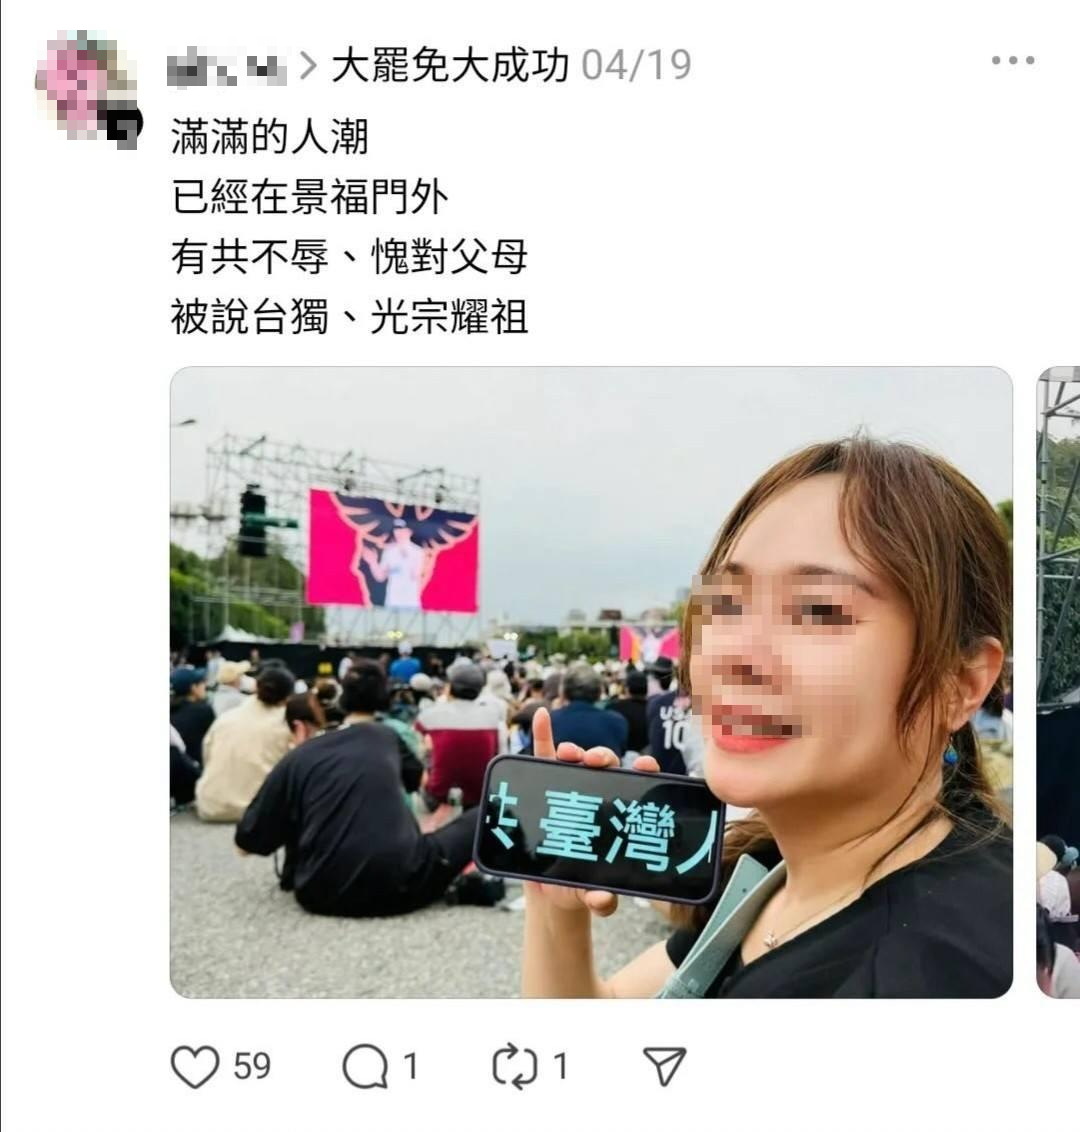 大罷免大成功 04/19
滿滿的人潮
已經在景福門外
有共不辱、愧對父母
被說台獨、光宗耀祖
臺灣人
59 1 1